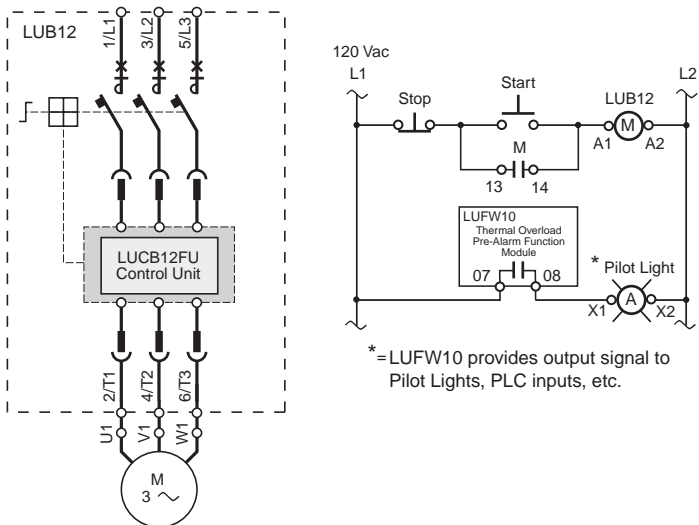 LUB12
1/L1
3/L2
5/L3
LUCB12FU
Control Unit
2/T1
4/T2
6/T3
U1
V1
W1
M
3 ~
120 Vac
L1
L2
Stop
Start
LUB12
M
A1
A2
M
13
14
LUFW10
Thermal Overload
Pre-Alarm Function
Module
07
08
* Pilot Light
A
X1
X2
*=LUFW10 provides output signal to
Pilot Lights, PLC inputs, etc.